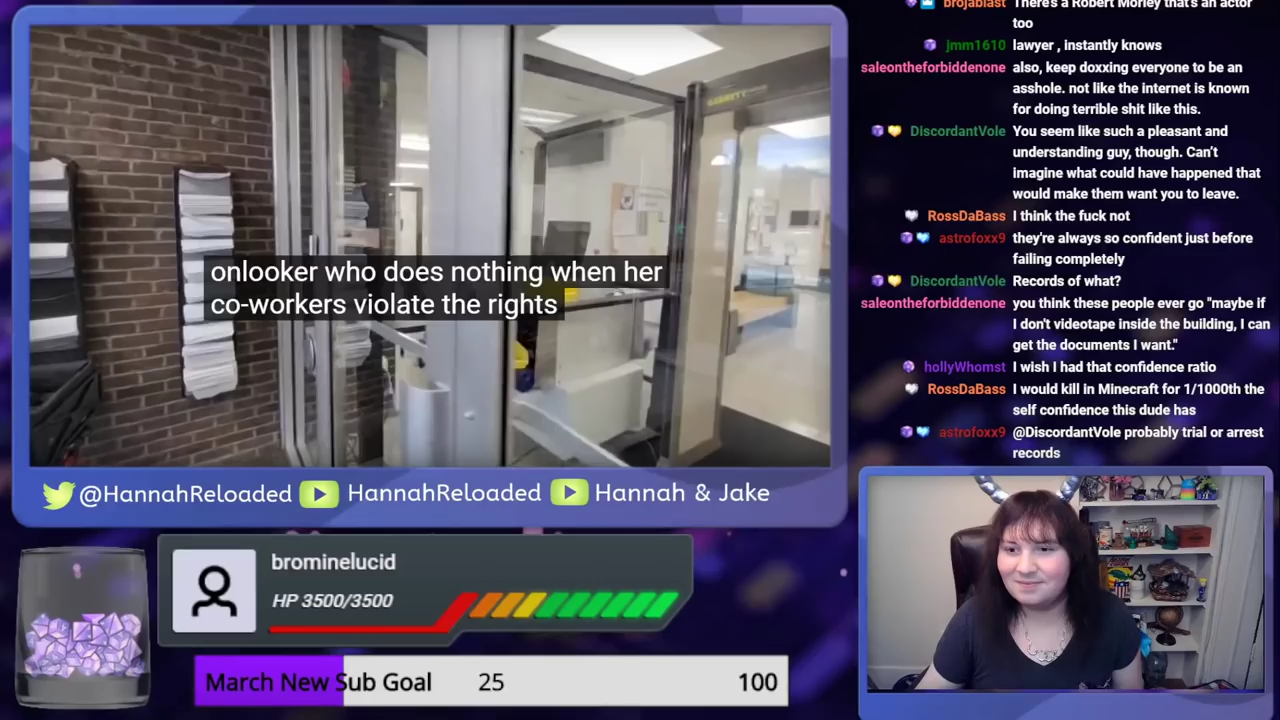 onlooker who does nothing when her
co-workers violate the rights
@HannahReloaded HannahReloaded Hannah & Jake
brominelucid
HP 3500/3500
March New Sub Goal 25 100
brojablast There's a Robert Morley that's an actor
too
jmm1610 lawyer , instantly knows
saleontheforbiddenone also, keep doxxing everyone to be an
asshole. not like the internet is known
for doing terrible shit like this.
DiscordantVole You seem like such a pleasant and
understanding guy, though. Can't
imagine what could have happened that
would make them want you to leave.
RossDaBass I think the fuck not
astrofoxx9 they're always so confident just before
failing completely
DiscordantVole Records of what?
saleontheforbiddenone you think these people ever go "maybe if
I don't videotape inside the building, I can
get the documents I want."
hollyWhomst I wish I had that confidence ratio
RossDaBass I would kill in Minecraft for 1/1000th the
self confidence this dude has
astrofoxx9 @DiscordantVole probably trial or arrest
records